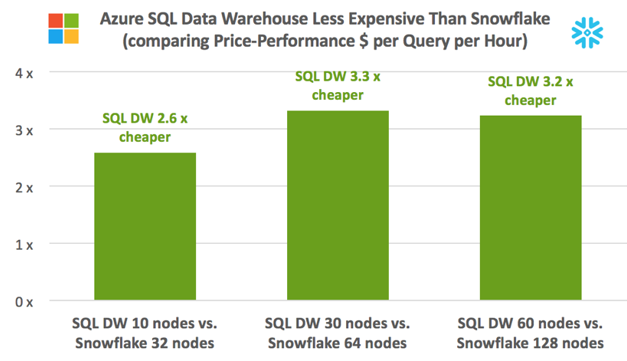 Azure SQL Data Warehouse Less Expensive Than Snowflake
(comparing Price-Performance $ per Query per Hour)
4 x
3 x
2 x
1 x
0 x
SQL DW 2.6 x
cheaper
SQL DW 3.3 x
cheaper
SQL DW 3.2 x
cheaper
SQL DW 10 nodes vs.
Snowflake 32 nodes
SQL DW 30 nodes vs.
Snowflake 64 nodes
SQL DW 60 nodes vs.
Snowflake 128 nodes